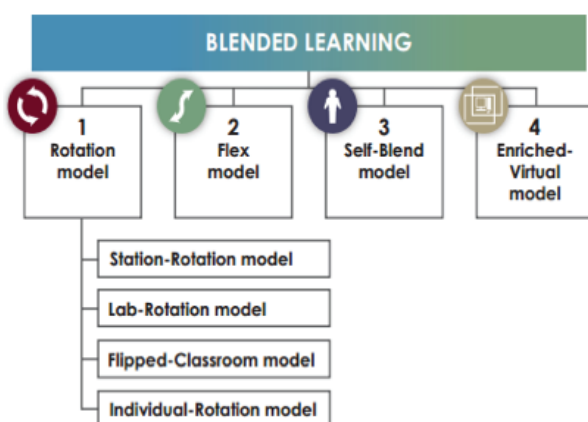 BLENDED LEARNING
1
Rotation
model
2
Flex
model
3
Self-Blend
model
4
Enriched-
Virtual
model
Station-Rotation model
Lab-Rotation model
Flipped-Classroom model
Individual-Rotation model